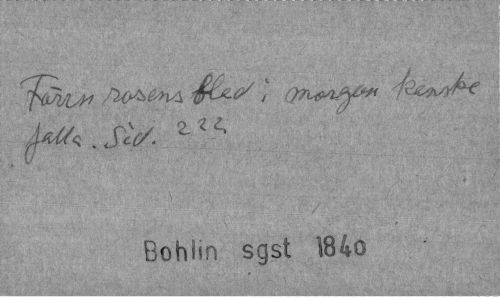 Förrn rosens blad i morgon kanske
falla. Sid. 222
Bohlin sgst 1840